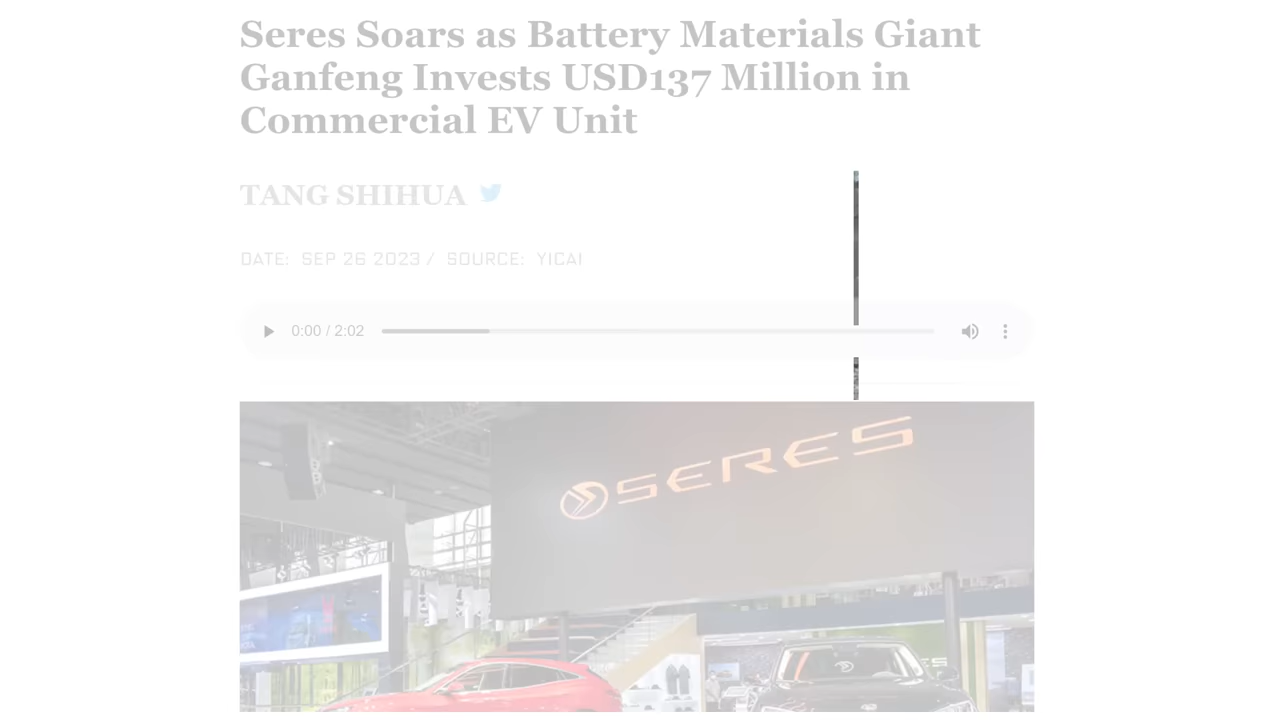 Seres Soars as Battery Materials Giant
Ganfeng Invests USD137 Million in
Commercial EV Unit
TANG SHIHUA
DATE: SEP 26 2023 / SOURCE: YICAI
0:00 / 2:02
SERES